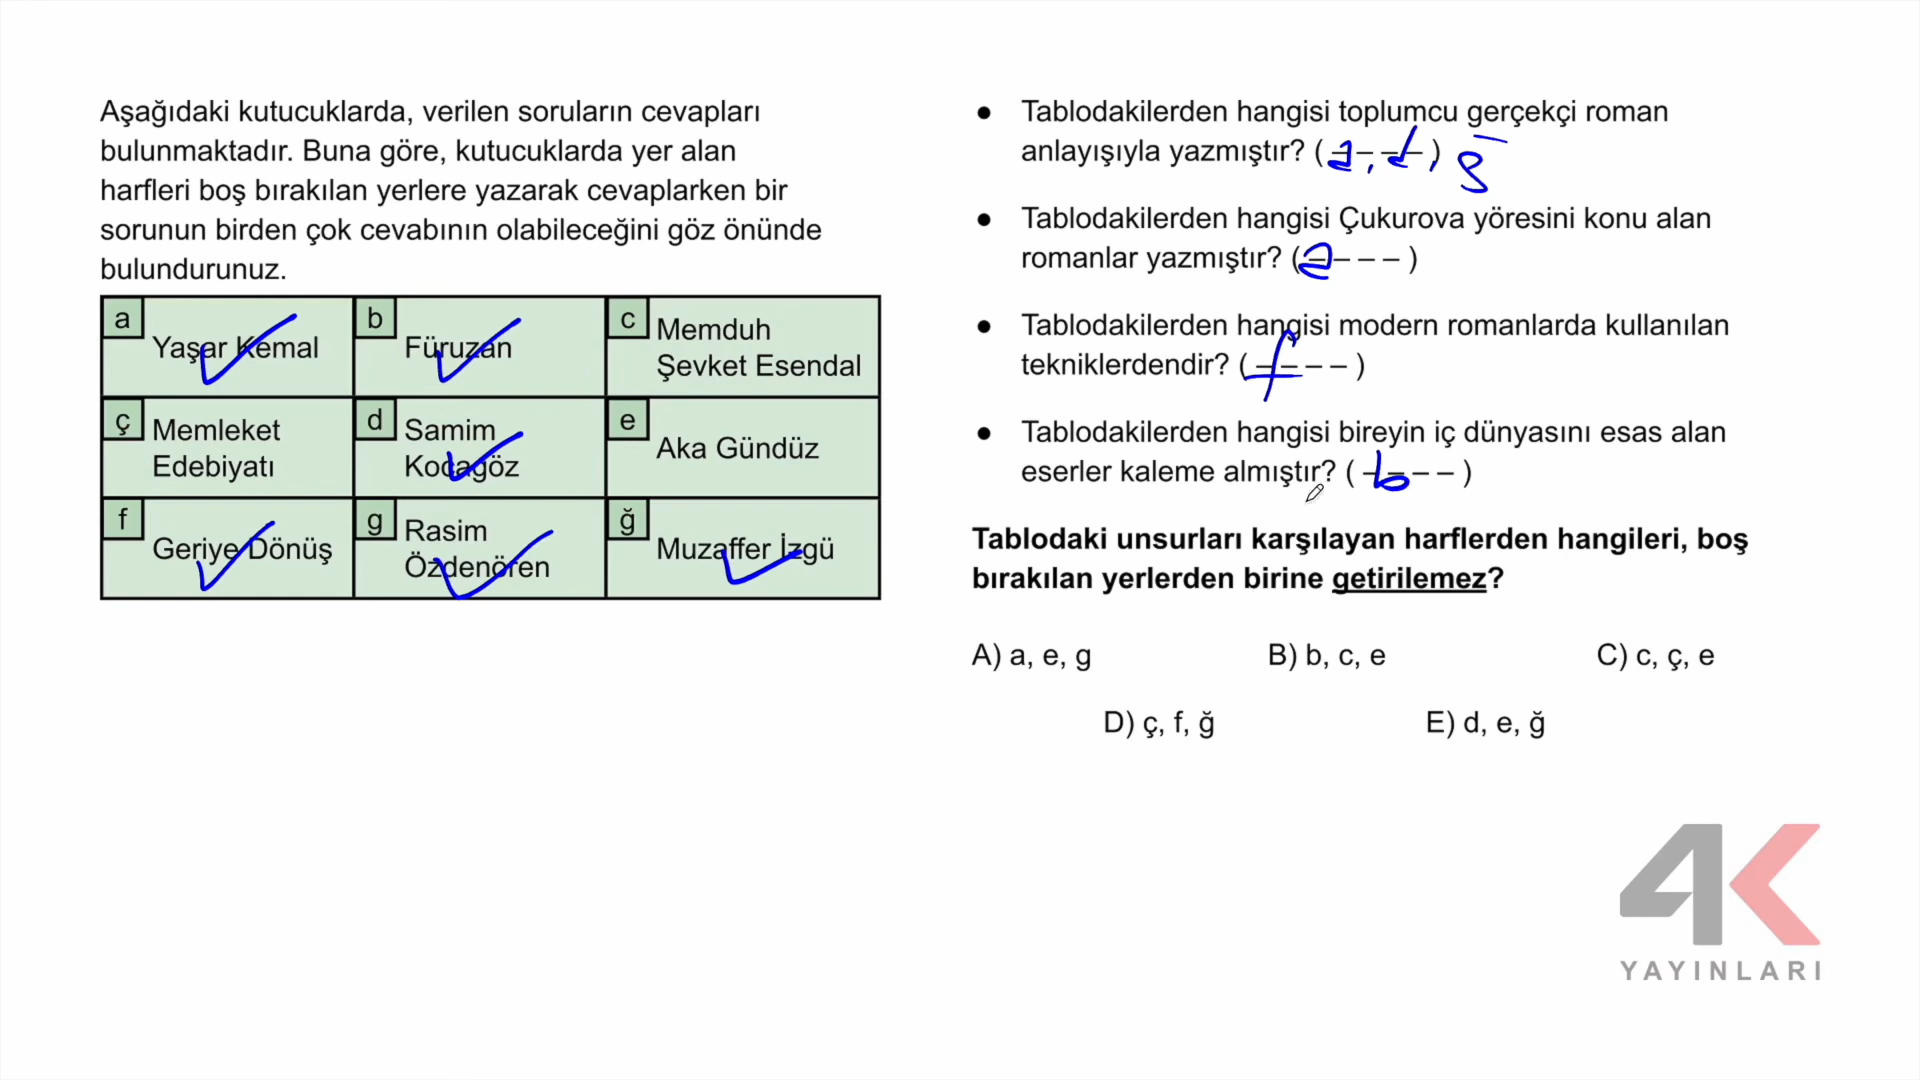 Aşağıdaki kutucuklarda, verilen soruların cevapları
bulunmaktadır. Buna göre, kutucuklarda yer alan
harfleri boş bırakılan yerlere yazarak cevaplarken bir
sorunun birden çok cevabının olabileceğini göz önünde
bulundurunuz.
a
Yaşar Kemal
b
Füruzan
c
Memduh
Şevket Esendal
ç
Memleket
Edebiyatı
d
Samim
Kocagöz
e
Aka Gündüz
f
Geriye Dönüş
g
Rasim
Özdenören
ğ
Muzaffer İzgü
● Tablodakilerden hangisi toplumcu gerçekçi roman
anlayışıyla yazmıştır? ( a, d, ) ğ
● Tablodakilerden hangisi Çukurova yöresini konu alan
romanlar yazmıştır? ( a – – – )
● Tablodakilerden hangisi modern romanlarda kullanılan
tekniklerdendir? ( f – – – )
● Tablodakilerden hangisi bireyin iç dünyasını esas alan
eserler kaleme almıştır? ( b – – )
Tablodaki unsurları karşılayan harflerden hangileri, boş
bırakılan yerlerden birine getirilemez?
A) a, e, g
B) b, c, e
C) c, ç, e
D) ç, f, ğ
E) d, e, ğ
4K
YAYINLARI